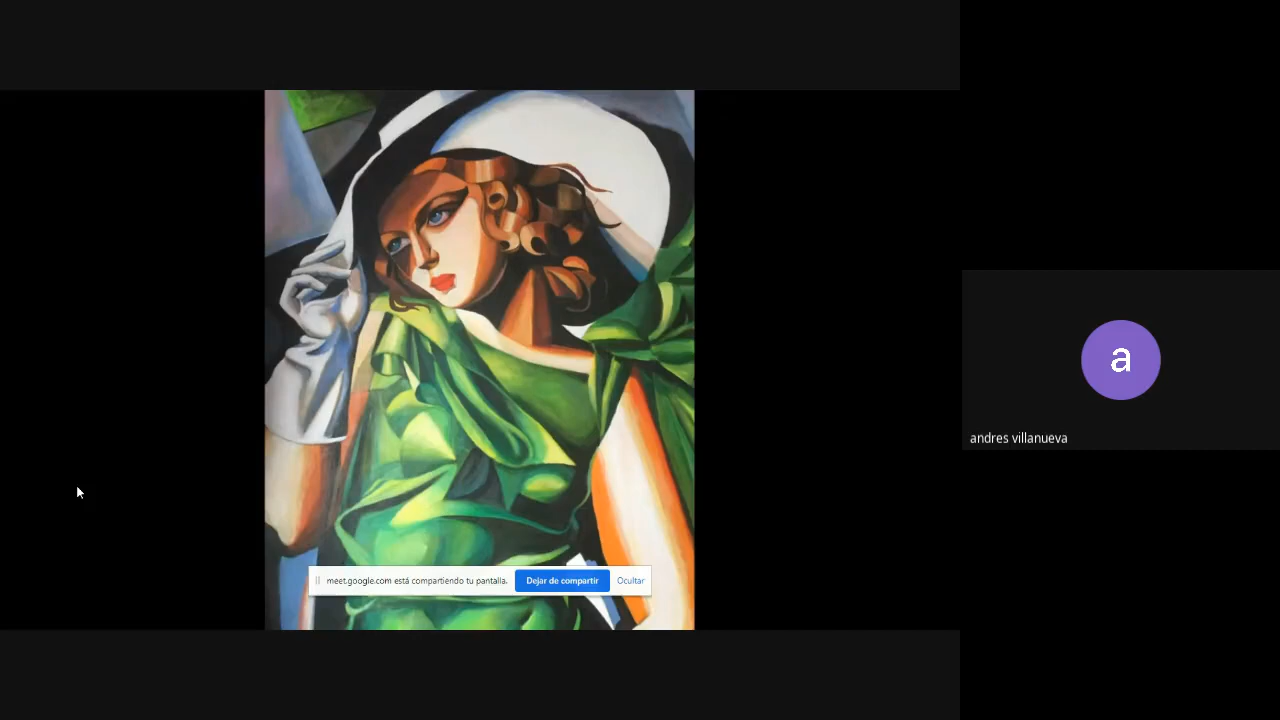 meet.google.com está compartiendo tu pantalla. Dejar de compartir Ocultar
a
andres villanueva